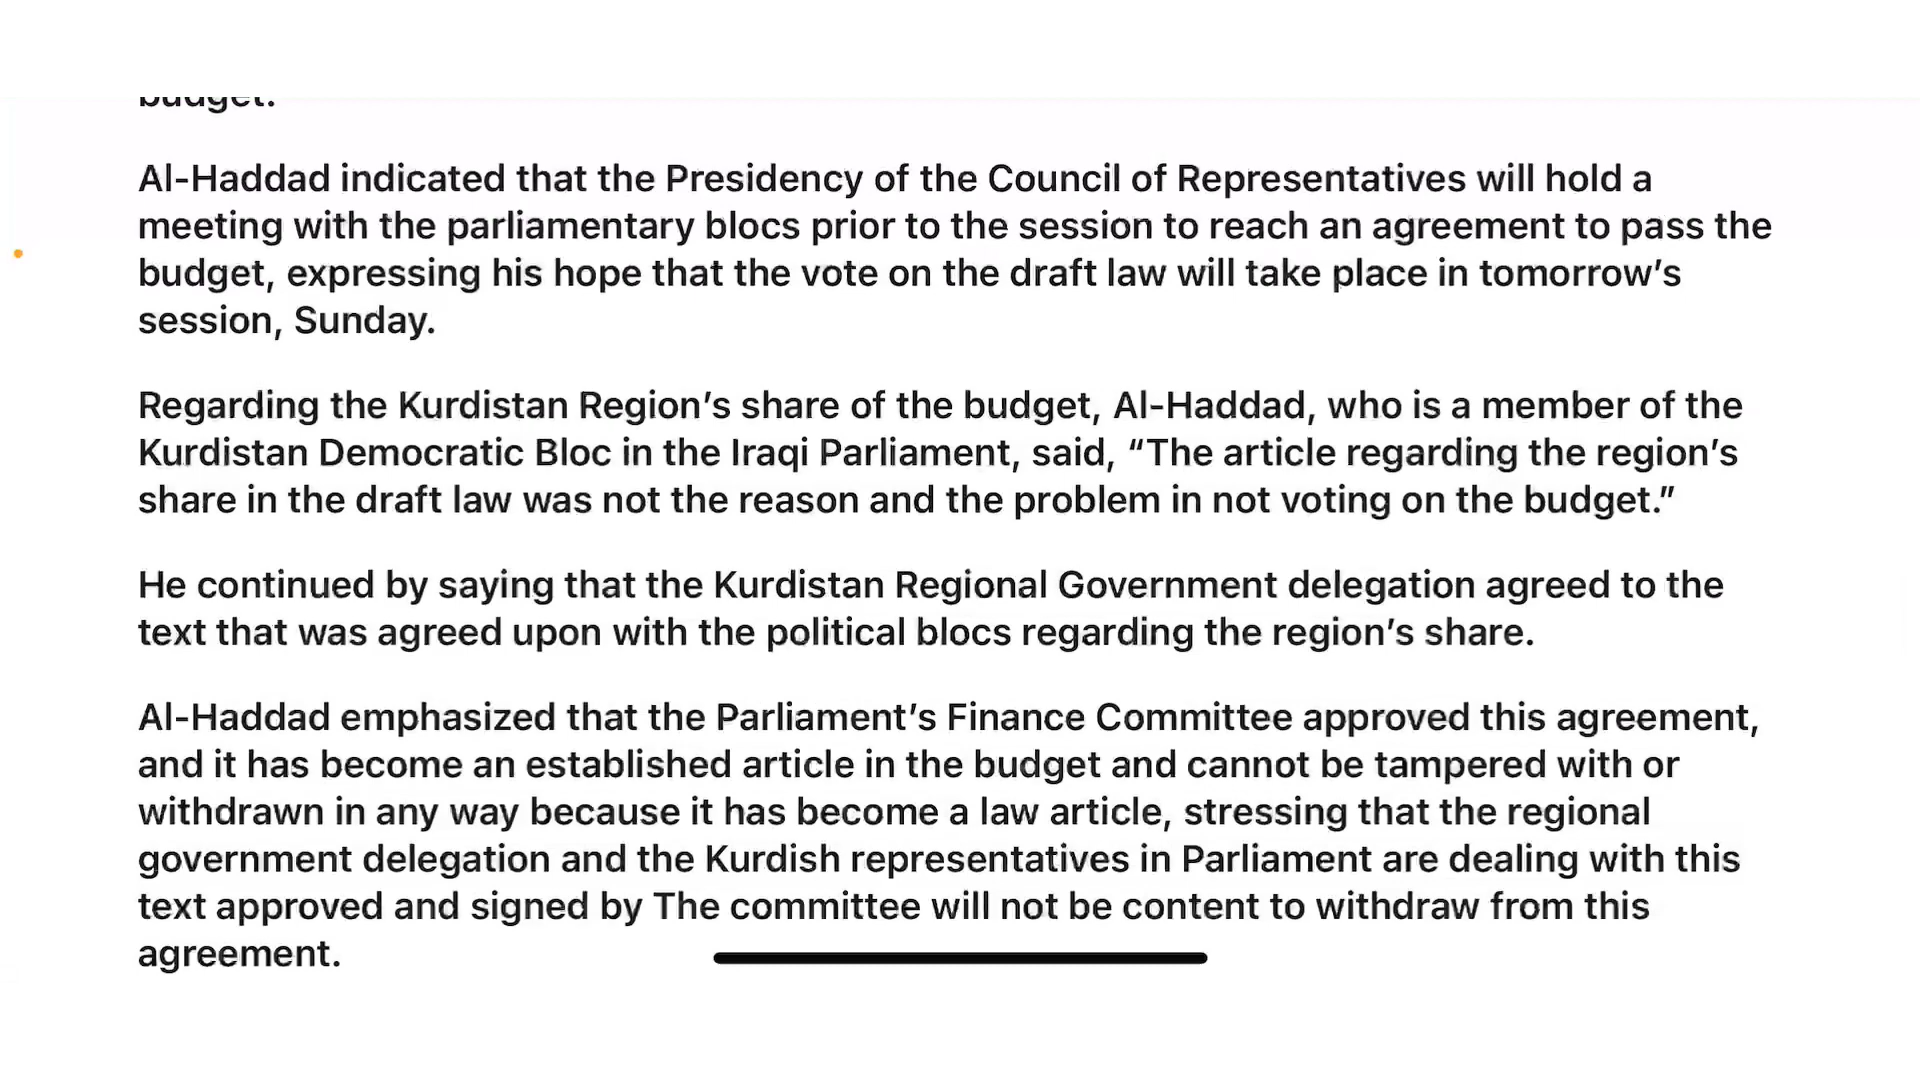 budget.
Al-Haddad indicated that the Presidency of the Council of Representatives will hold a
meeting with the parliamentary blocs prior to the session to reach an agreement to pass the
budget, expressing his hope that the vote on the draft law will take place in tomorrow’s
session, Sunday.
Regarding the Kurdistan Region’s share of the budget, Al-Haddad, who is a member of the
Kurdistan Democratic Bloc in the Iraqi Parliament, said, “The article regarding the region’s
share in the draft law was not the reason and the problem in not voting on the budget.”
He continued by saying that the Kurdistan Regional Government delegation agreed to the
text that was agreed upon with the political blocs regarding the region’s share.
Al-Haddad emphasized that the Parliament’s Finance Committee approved this agreement,
and it has become an established article in the budget and cannot be tampered with or
withdrawn in any way because it has become a law article, stressing that the regional
government delegation and the Kurdish representatives in Parliament are dealing with this
text approved and signed by The committee will not be content to withdraw from this
agreement.